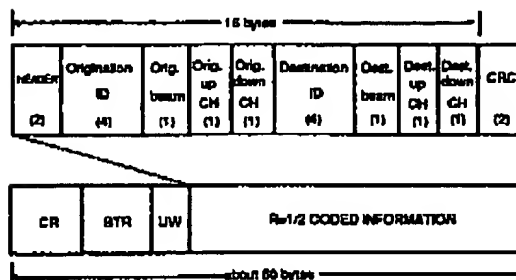 16 bytes
HEADER (2)
Origination ID (4)
Orig. beam (1)
Orig. up CH (1)
Orig. down CH (1)
Destination ID (4)
Dest. beam (1)
Dest. up CH (1)
Dest. down CH (1)
CRC (2)
CR
BTR
UW
R=1/2 CODED INFORMATION
about 60 bytes